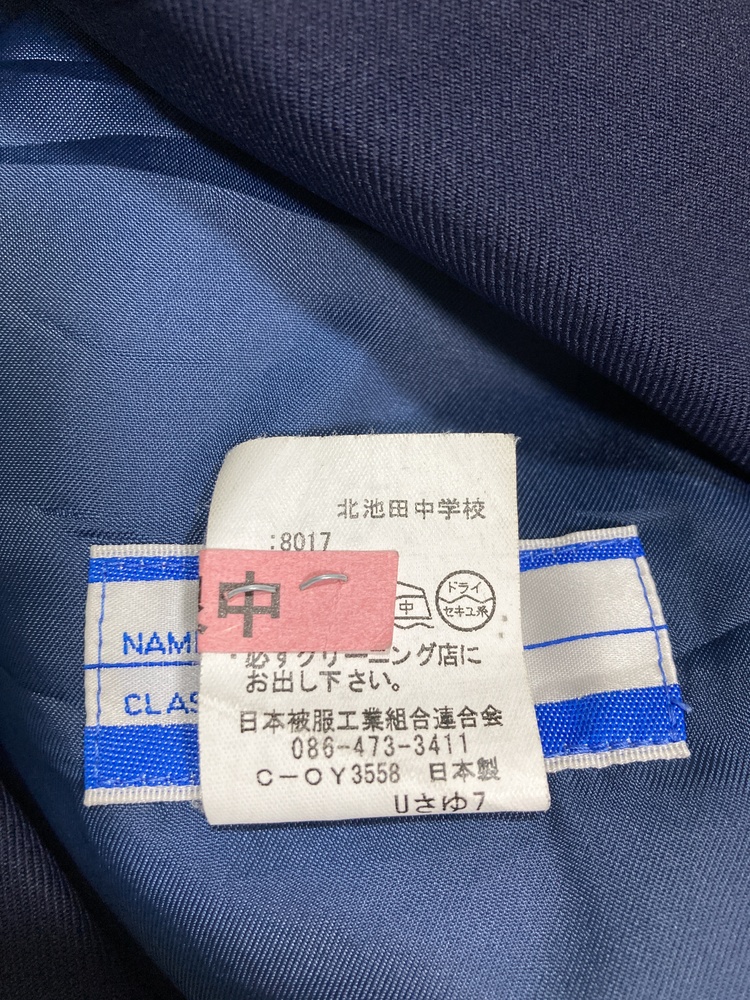 北池田中学校
:8017
中
中
ドライ
セキユ系
・必ずクリーニング店に
お出し下さい。
日本被服工業組合連合会
086-473-3411
C-OY3558 日本製
Uさゆ7
NAM
CLAS